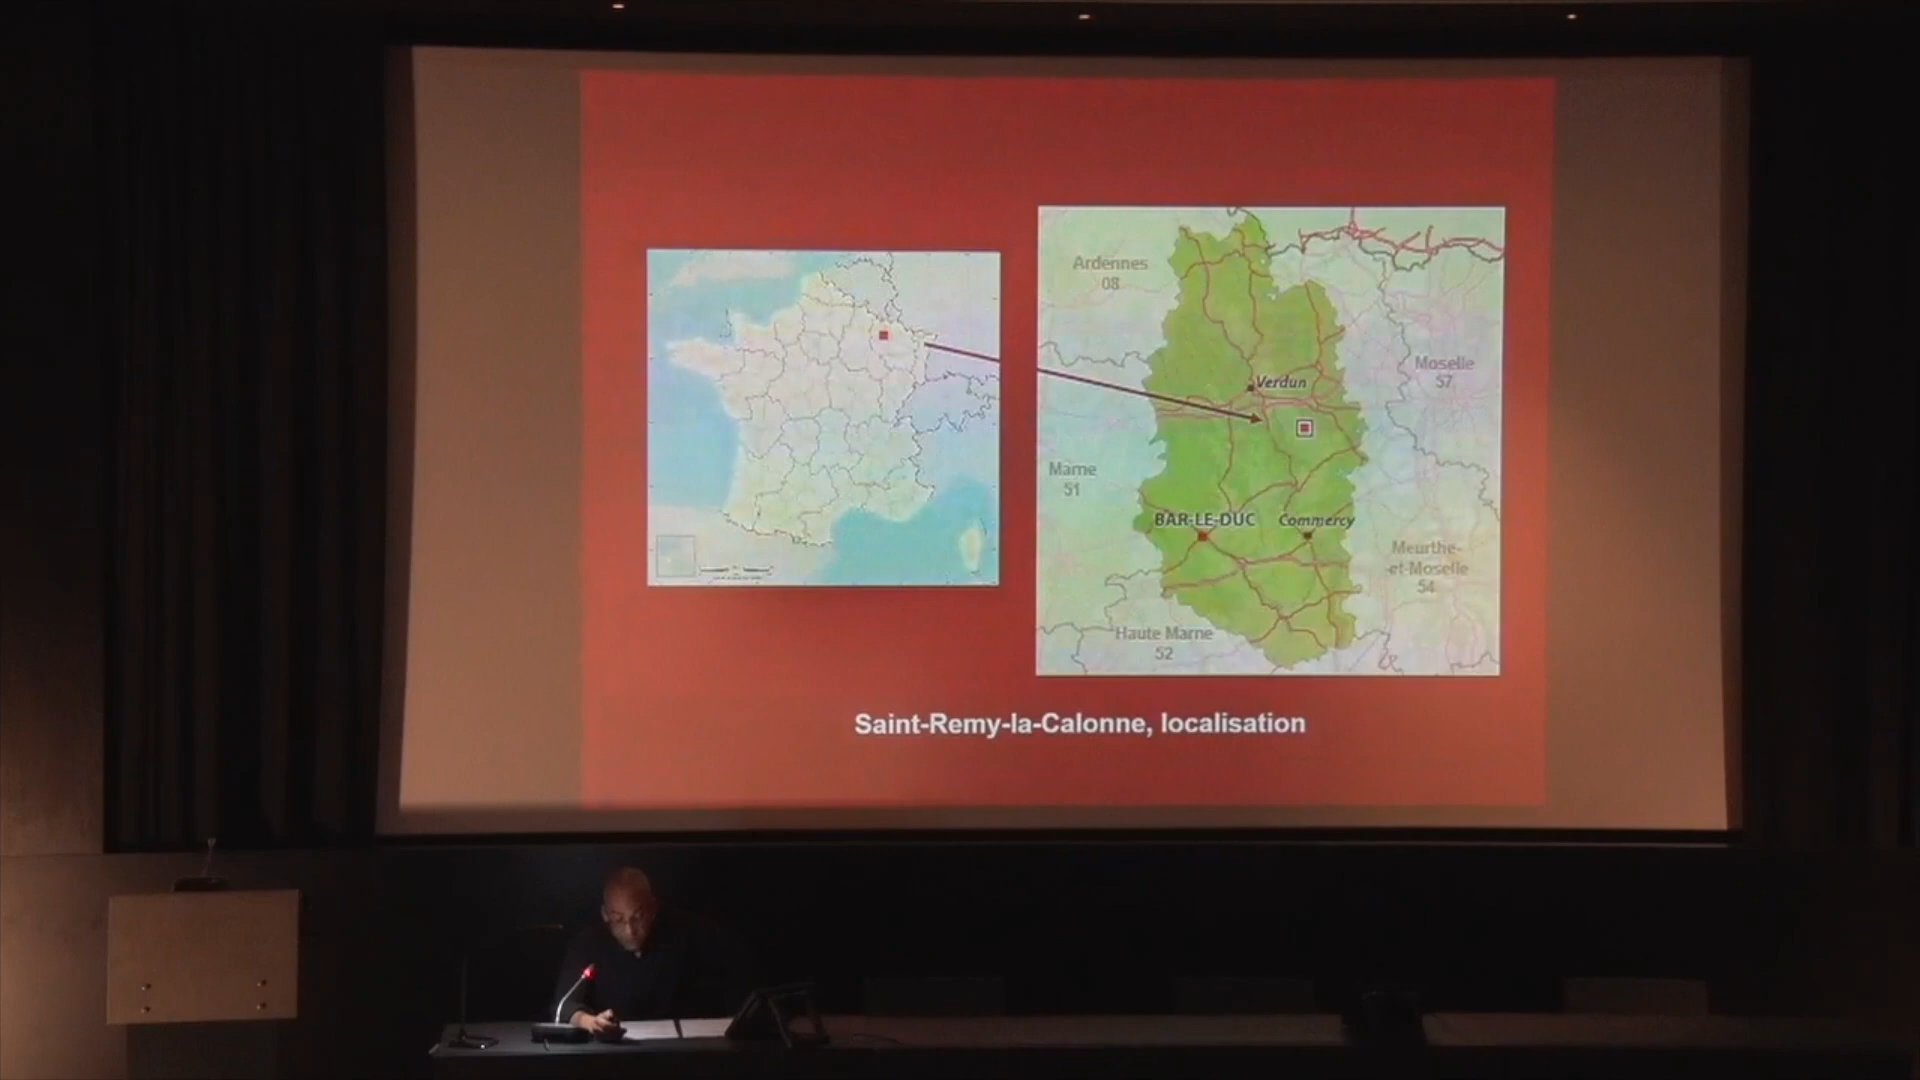 Ardennes
08
Verdun
Moselle
57
Marne
51
BAR-LE-DUC
Commercy
Meurthe-
-et-Moselle
54
Haute Marne
52
Saint-Remy-la-Calonne, localisation